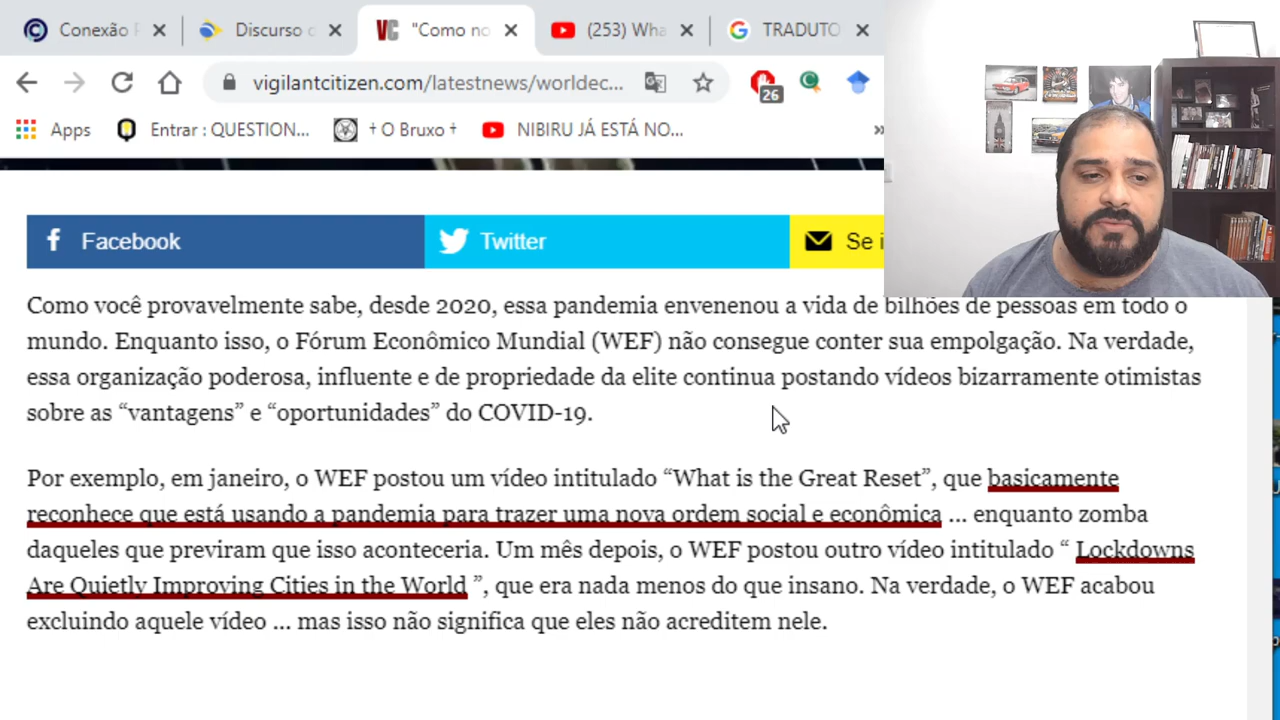 Conexão
Discurso
VC "Como no
(253) Wha
TRADUTO
vigilantcitizen.com/latestnews/worldec...
26
Apps
Entrar : QUESTION...
† O Bruxo †
NIBIRU JÁ ESTÁ NO...
»
Facebook
Twitter
Se
Como você provavelmente sabe, desde 2020, essa pandemia envenenou a vida de bilhões de pessoas em todo o
mundo. Enquanto isso, o Fórum Econômico Mundial (WEF) não consegue conter sua empolgação. Na verdade,
essa organização poderosa, influente e de propriedade da elite continua postando vídeos bizarramente otimistas
sobre as “vantagens” e “oportunidades” do COVID-19.
Por exemplo, em janeiro, o WEF postou um vídeo intitulado “What is the Great Reset”, que basicamente
reconhece que está usando a pandemia para trazer uma nova ordem social e econômica ... enquanto zomba
daqueles que previram que isso aconteceria. Um mês depois, o WEF postou outro vídeo intitulado “ Lockdowns
Are Quietly Improving Cities in the World ”, que era nada menos do que insano. Na verdade, o WEF acabou
excluindo aquele vídeo ... mas isso não significa que eles não acreditem nele.